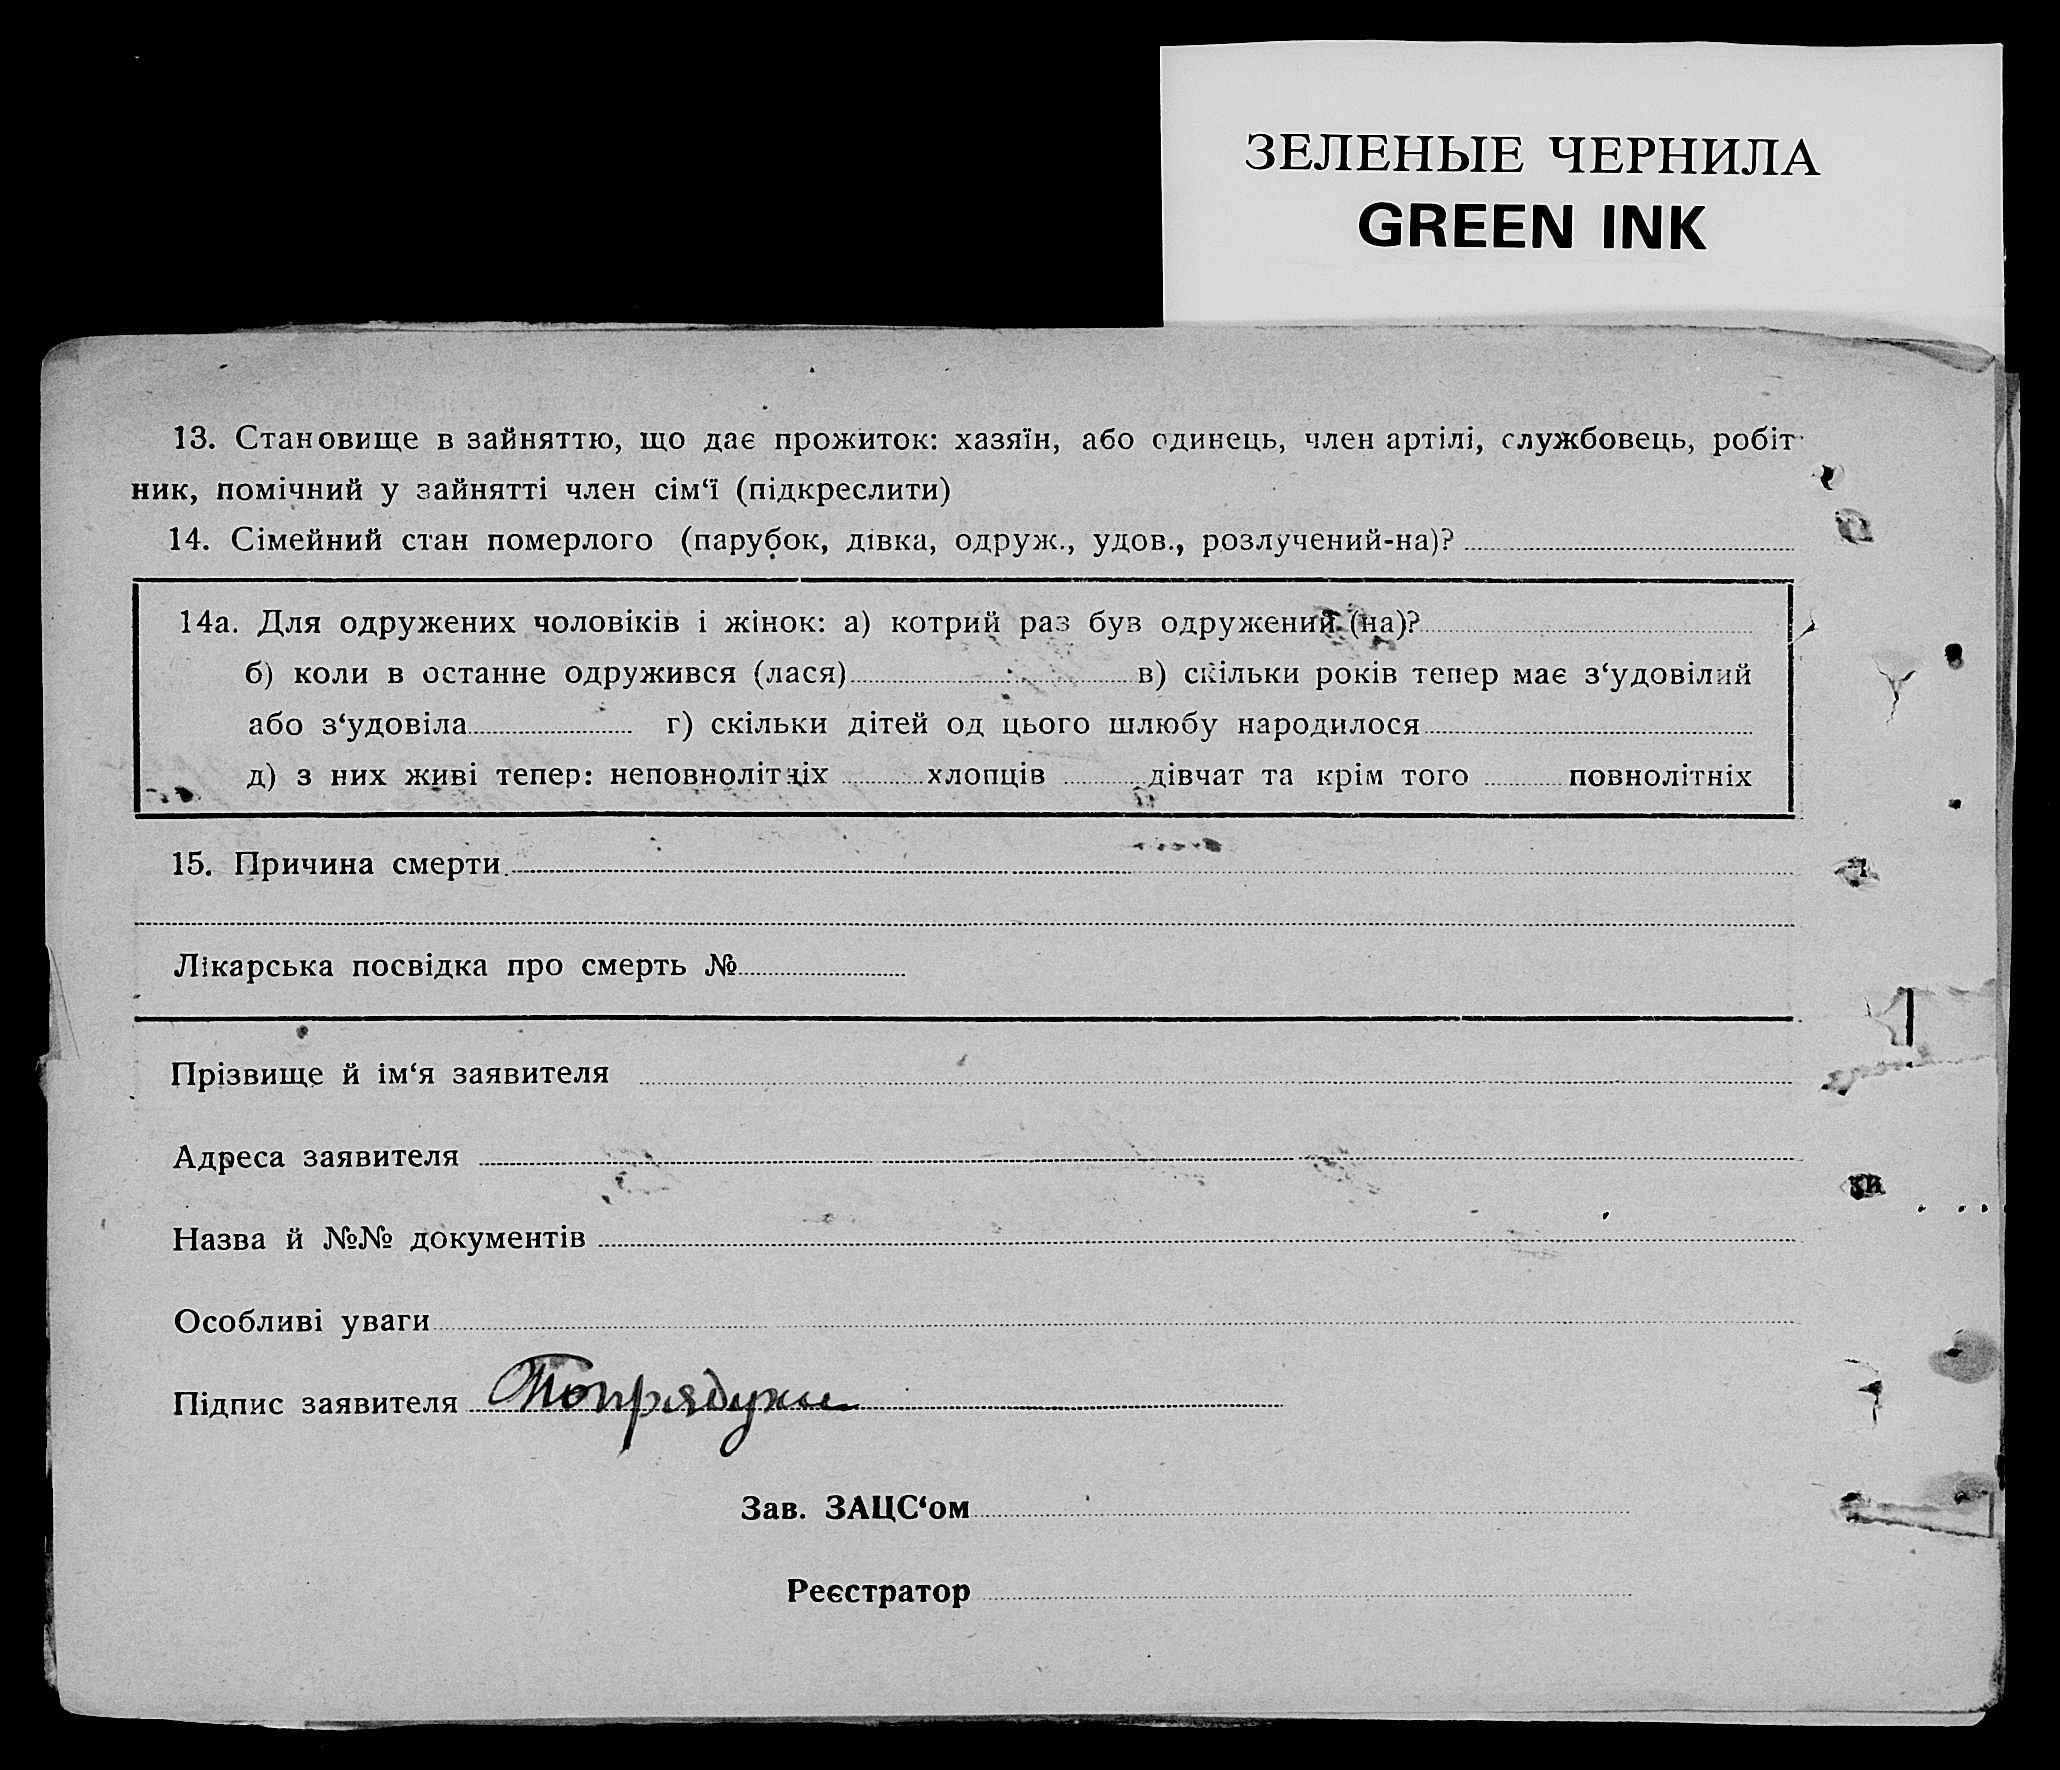 ЗЕЛЕНЫЕ ЧЕРНИЛА
GREEN INK
13. Становище в зайняттю, що дає прожиток: хазяїн, або одинець, член артілі, службовець, робіт-
ник, помічний у зайнятті член сім‘ї (підкреслити)
14. Сімейний стан померлого (парубок, дівка, одруж., удов., розлучений-на)?
14а. Для одружених чоловіків і жінок: а) котрий раз був одружений (на)?
б) коли в останнє одружився (лася) в) скільки років тепер має з‘удовілий
або з‘удовіла г) скільки дітей од цього шлюбу народилося
д) з них живі тепер: неповнолітніх хлопців дівчат та крім того повнолітніх
15. Причина смерти
Лікарська посвідка про смерть №
Прізвище й ім‘я заявителя
Адреса заявителя
Назва й №№ документів
Особливі уваги
Підпис заявителя
Зав. ЗАЦС‘ом
Реєстратор